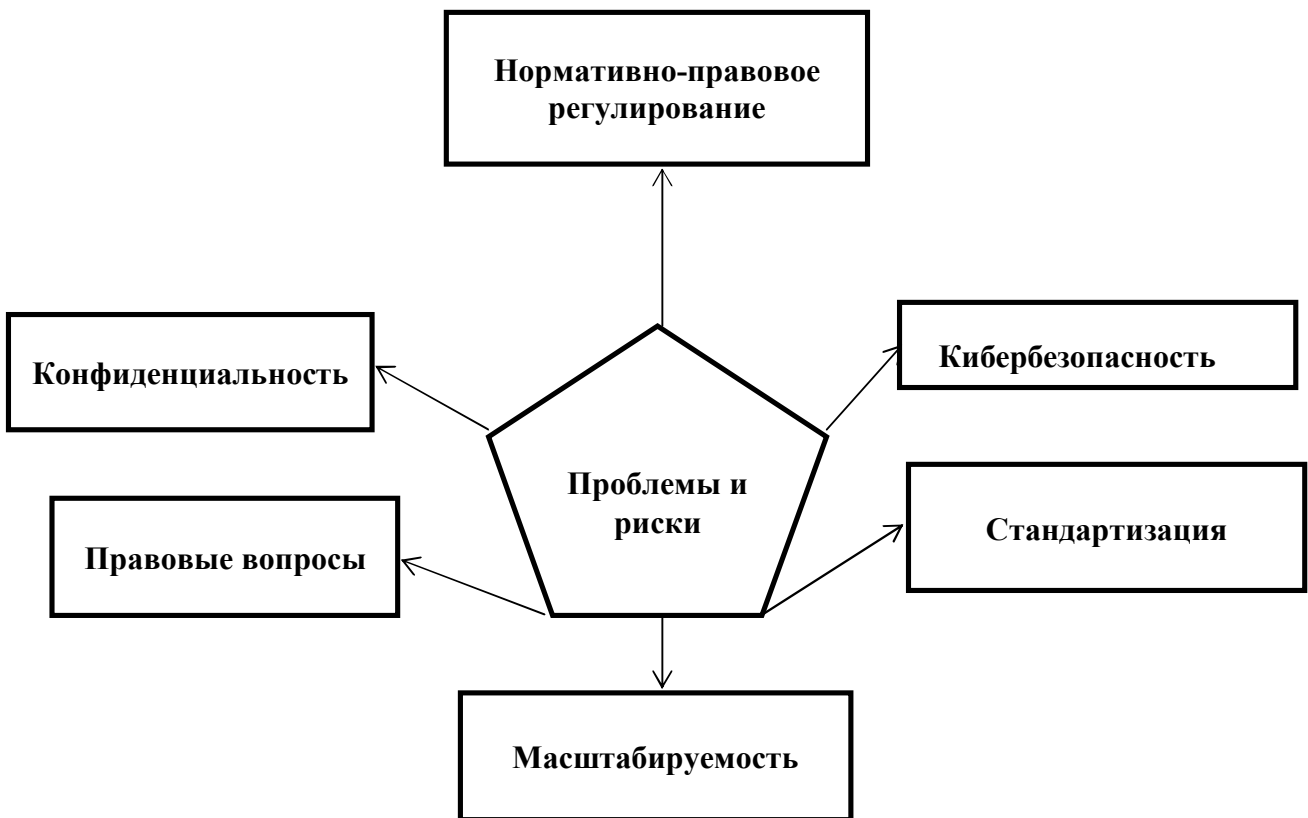 Нормативно-правовое
регулирование
Конфиденциальность
Кибербезопасность
Проблемы и
риски
Стандартизация
Правовые вопросы
Масштабируемость